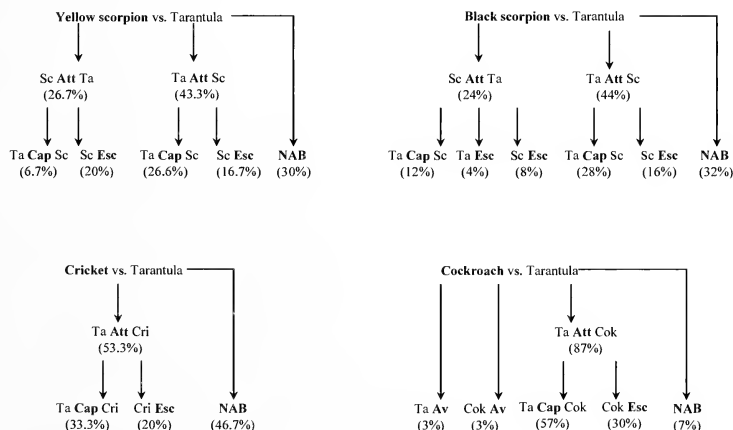 Yellow scorpion vs. Tarantula
Sc Att Ta
(26.7%)
Ta Att Sc
(43.3%)
Ta Cap Sc
(6.7%)
Sc Esc
(20%)
Ta Cap Sc
(26.6%)
Sc Esc
(16.7%)
NAB
(30%)
Black scorpion vs. Tarantula
Sc Att Ta
(24%)
Ta Att Sc
(44%)
Ta Cap Sc
(12%)
Ta Esc
(4%)
Sc Esc
(8%)
Ta Cap Sc
(28%)
Sc Esc
(16%)
NAB
(32%)
Cricket vs. Tarantula
Ta Att Cri
(53.3%)
Ta Cap Cri
(33.3%)
Cri Esc
(20%)
NAB
(46.7%)
Cockroach vs. Tarantula
Ta Att Cok
(87%)
Ta Av
(3%)
Cok Av
(3%)
Ta Cap Cok
(57%)
Cok Esc
(30%)
NAB
(7%)